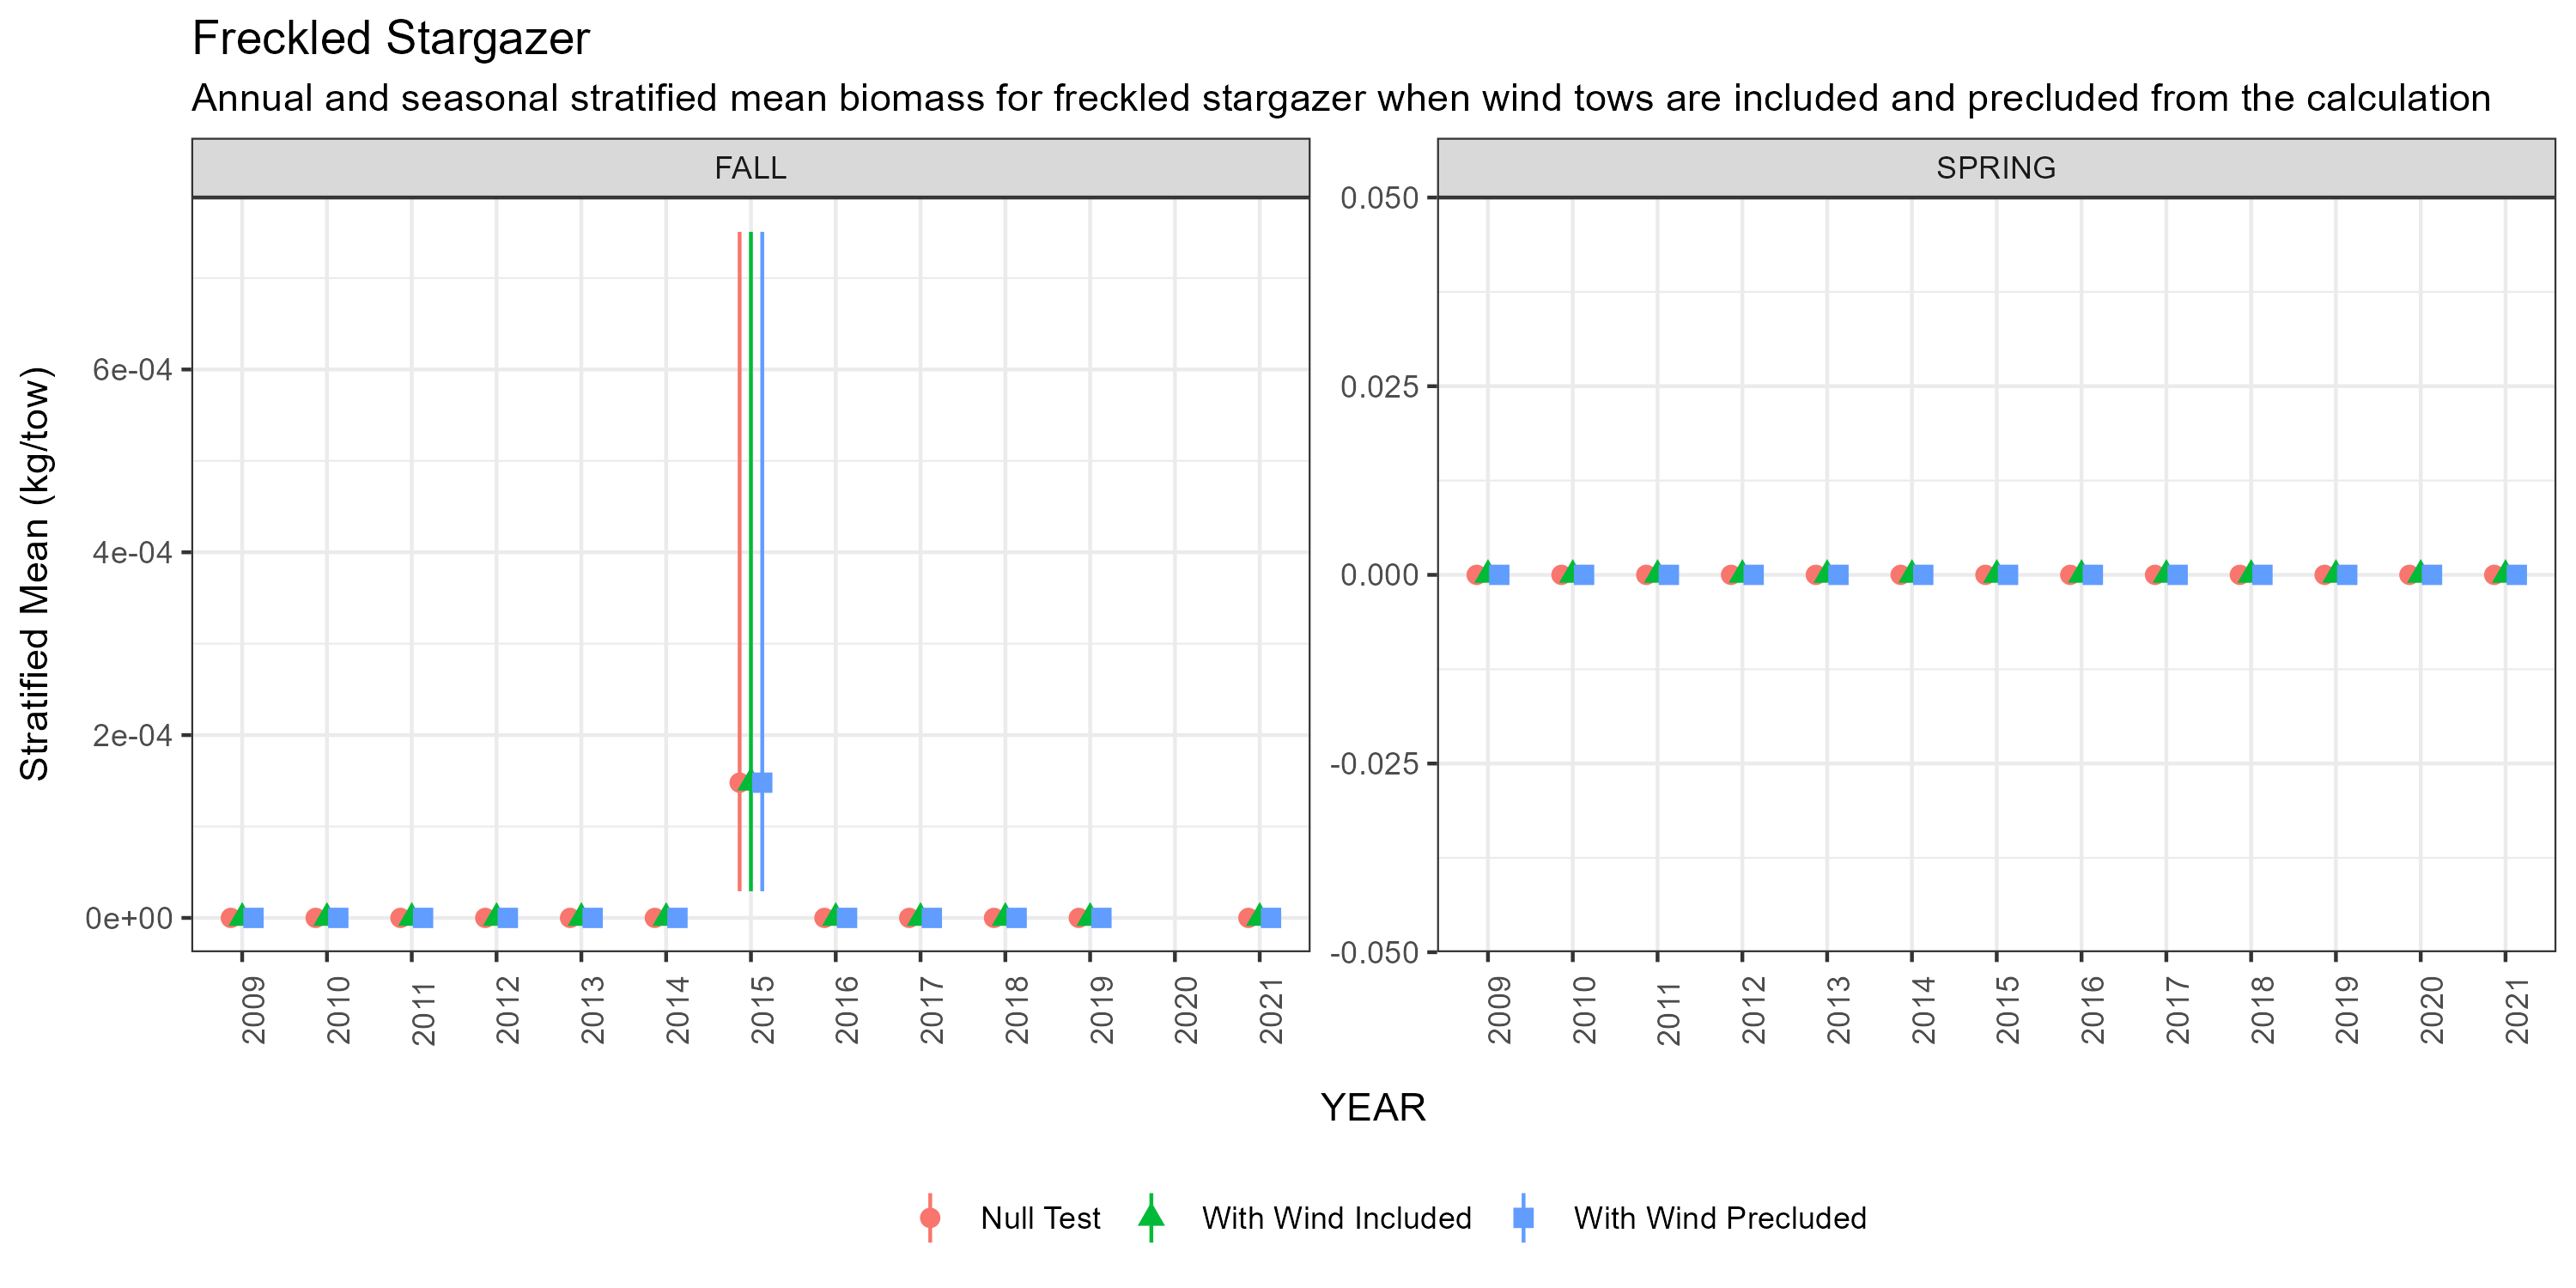 Freckled Stargazer
Annual and seasonal stratified mean biomass for freckled stargazer when wind tows are included and precluded from the calculation
FALL
SPRING
Stratified Mean (kg/tow)
6e-04
4e-04
2e-04
0e+00
0.050
0.025
0.000
-0.025
-0.050
2009 2010 2011 2012 2013 2014 2015 2016 2017 2018 2019 2020 2021
2009 2010 2011 2012 2013 2014 2015 2016 2017 2018 2019 2020 2021
YEAR
Null Test With Wind Included With Wind Precluded